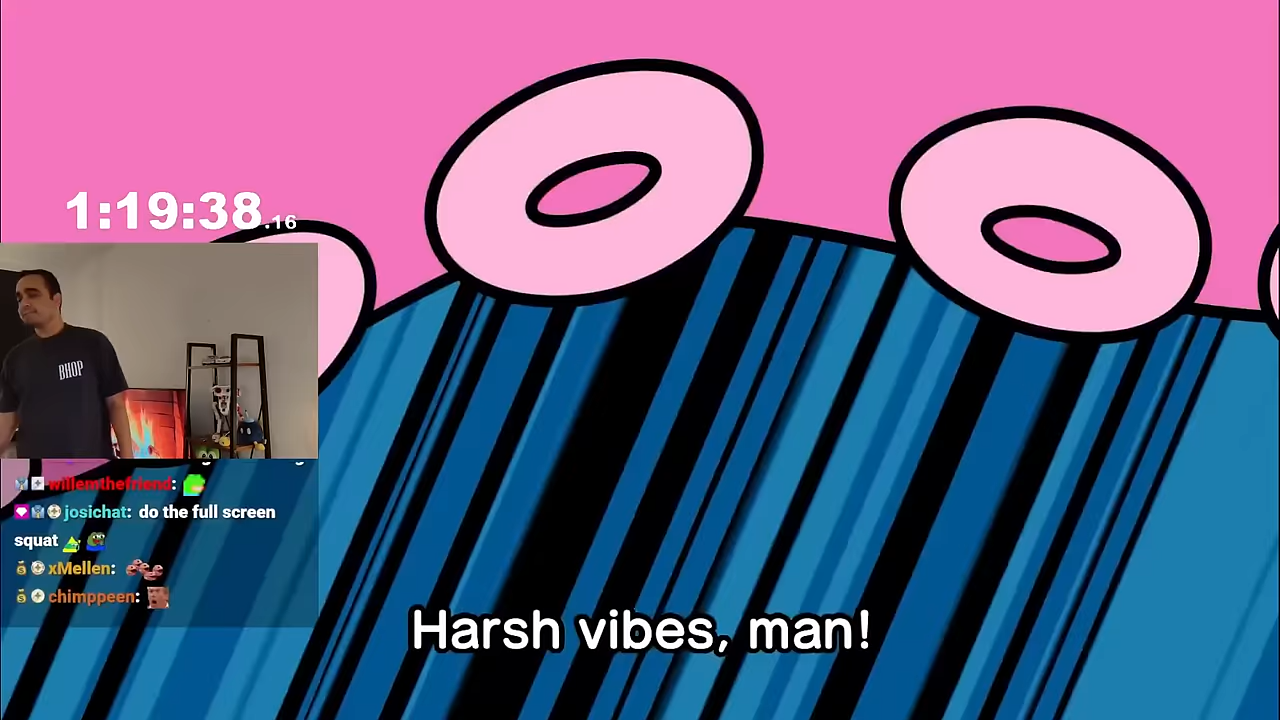 1:19:38.16
BHOP
willemthefriend:
josichat: do the full screen
squat
xMellen:
chimppeen:
Harsh vibes, man!